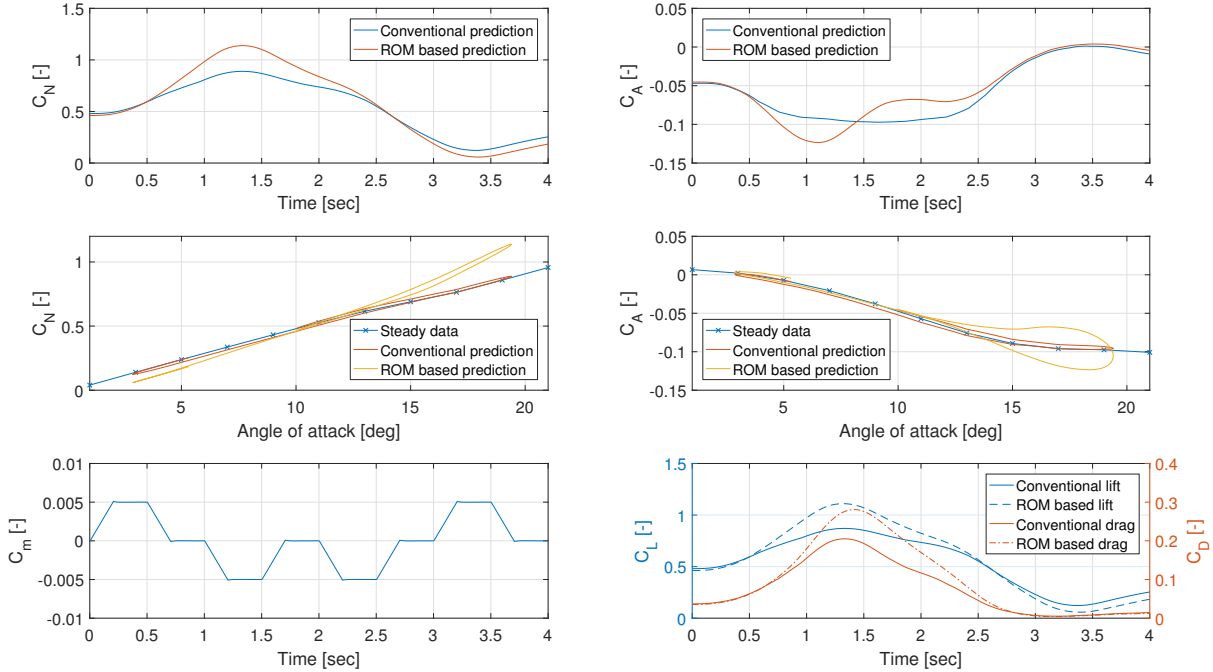 1.5
1
0.5
0
C_N [-]
Conventional prediction
ROM based prediction
0 0.5 1 1.5 2 2.5 3 3.5 4
Time [sec]
0.05
0
-0.05
-0.1
-0.15
C_A [-]
Conventional prediction
ROM based prediction
0 0.5 1 1.5 2 2.5 3 3.5 4
Time [sec]
1
0.5
0
C_N [-]
Steady data
Conventional prediction
ROM based prediction
5 10 15 20
Angle of attack [deg]
0.05
0
-0.05
-0.1
-0.15
C_A [-]
Steady data
Conventional prediction
ROM based prediction
5 10 15 20
Angle of attack [deg]
0.01
0.005
0
-0.005
-0.01
C_m [-]
0 0.5 1 1.5 2 2.5 3 3.5 4
Time [sec]
1.5
1
0.5
0
C_L [-]
Conventional lift
ROM based lift
Conventional drag
ROM based drag
0.4
0.3
0.2
0.1
0
C_D [-]
0 0.5 1 1.5 2 2.5 3 3.5 4
Time [sec]